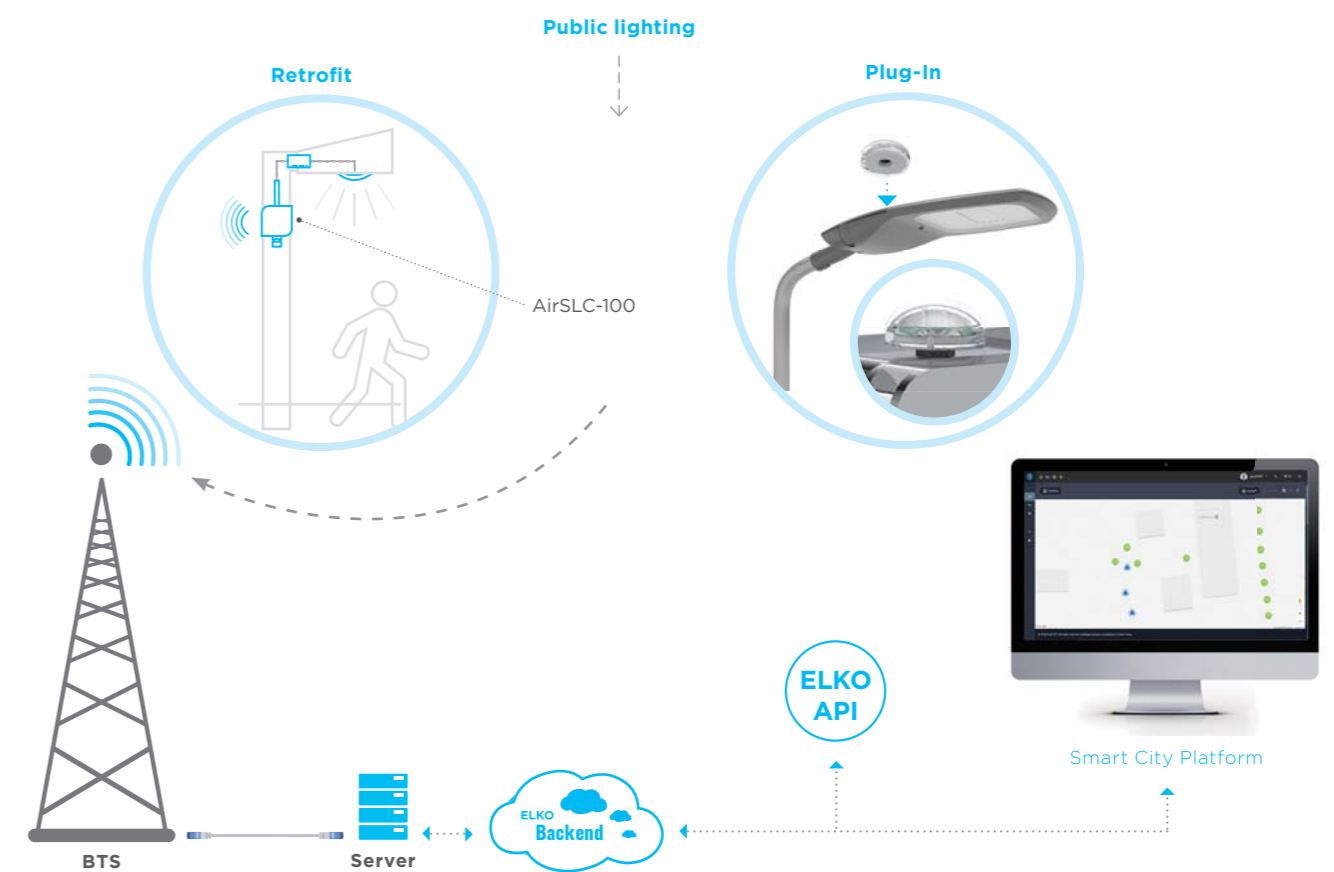 Public lighting
Retrofit
Plug-In
AirSLC-100
ELKO
API
Smart City Platform
ELKO
Backend
BTS
Server